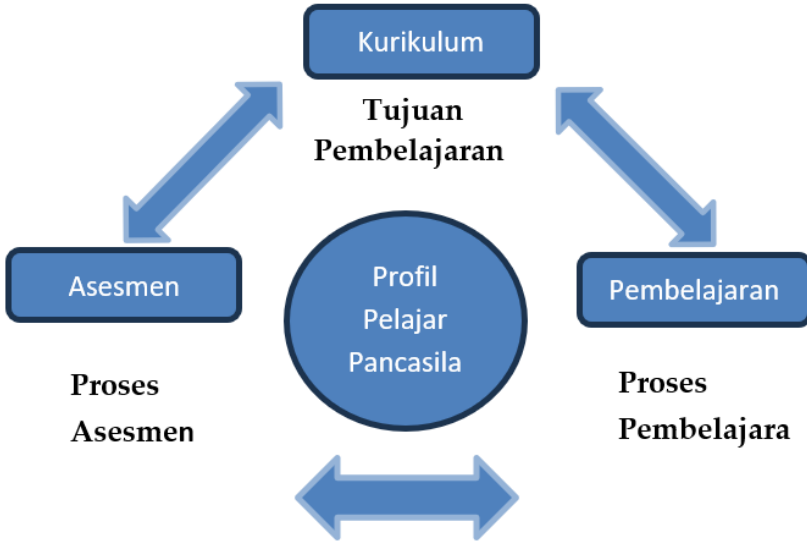 Kurikulum
Tujuan
Pembelajaran
Asesmen
Profil
Pelajar
Pancasila
Pembelajaran
Proses
Asesmen
Proses
Pembelajara